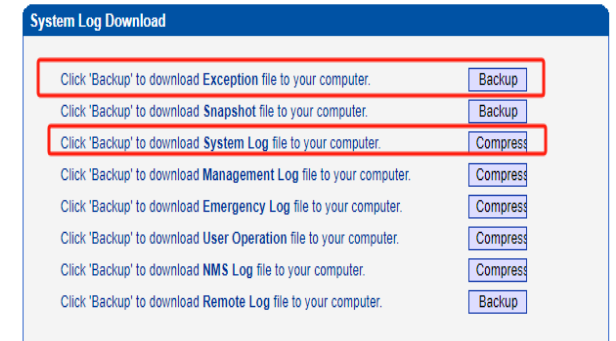 System Log Download
Click 'Backup' to download Exception file to your computer. Backup
Click 'Backup' to download Snapshot file to your computer. Backup
Click 'Backup' to download System Log file to your computer. Compress
Click 'Backup' to download Management Log file to your computer. Compress
Click 'Backup' to download Emergency Log file to your computer. Compress
Click 'Backup' to download User Operation file to your computer. Compress
Click 'Backup' to download NMS Log file to your computer. Compress
Click 'Backup' to download Remote Log file to your computer. Backup